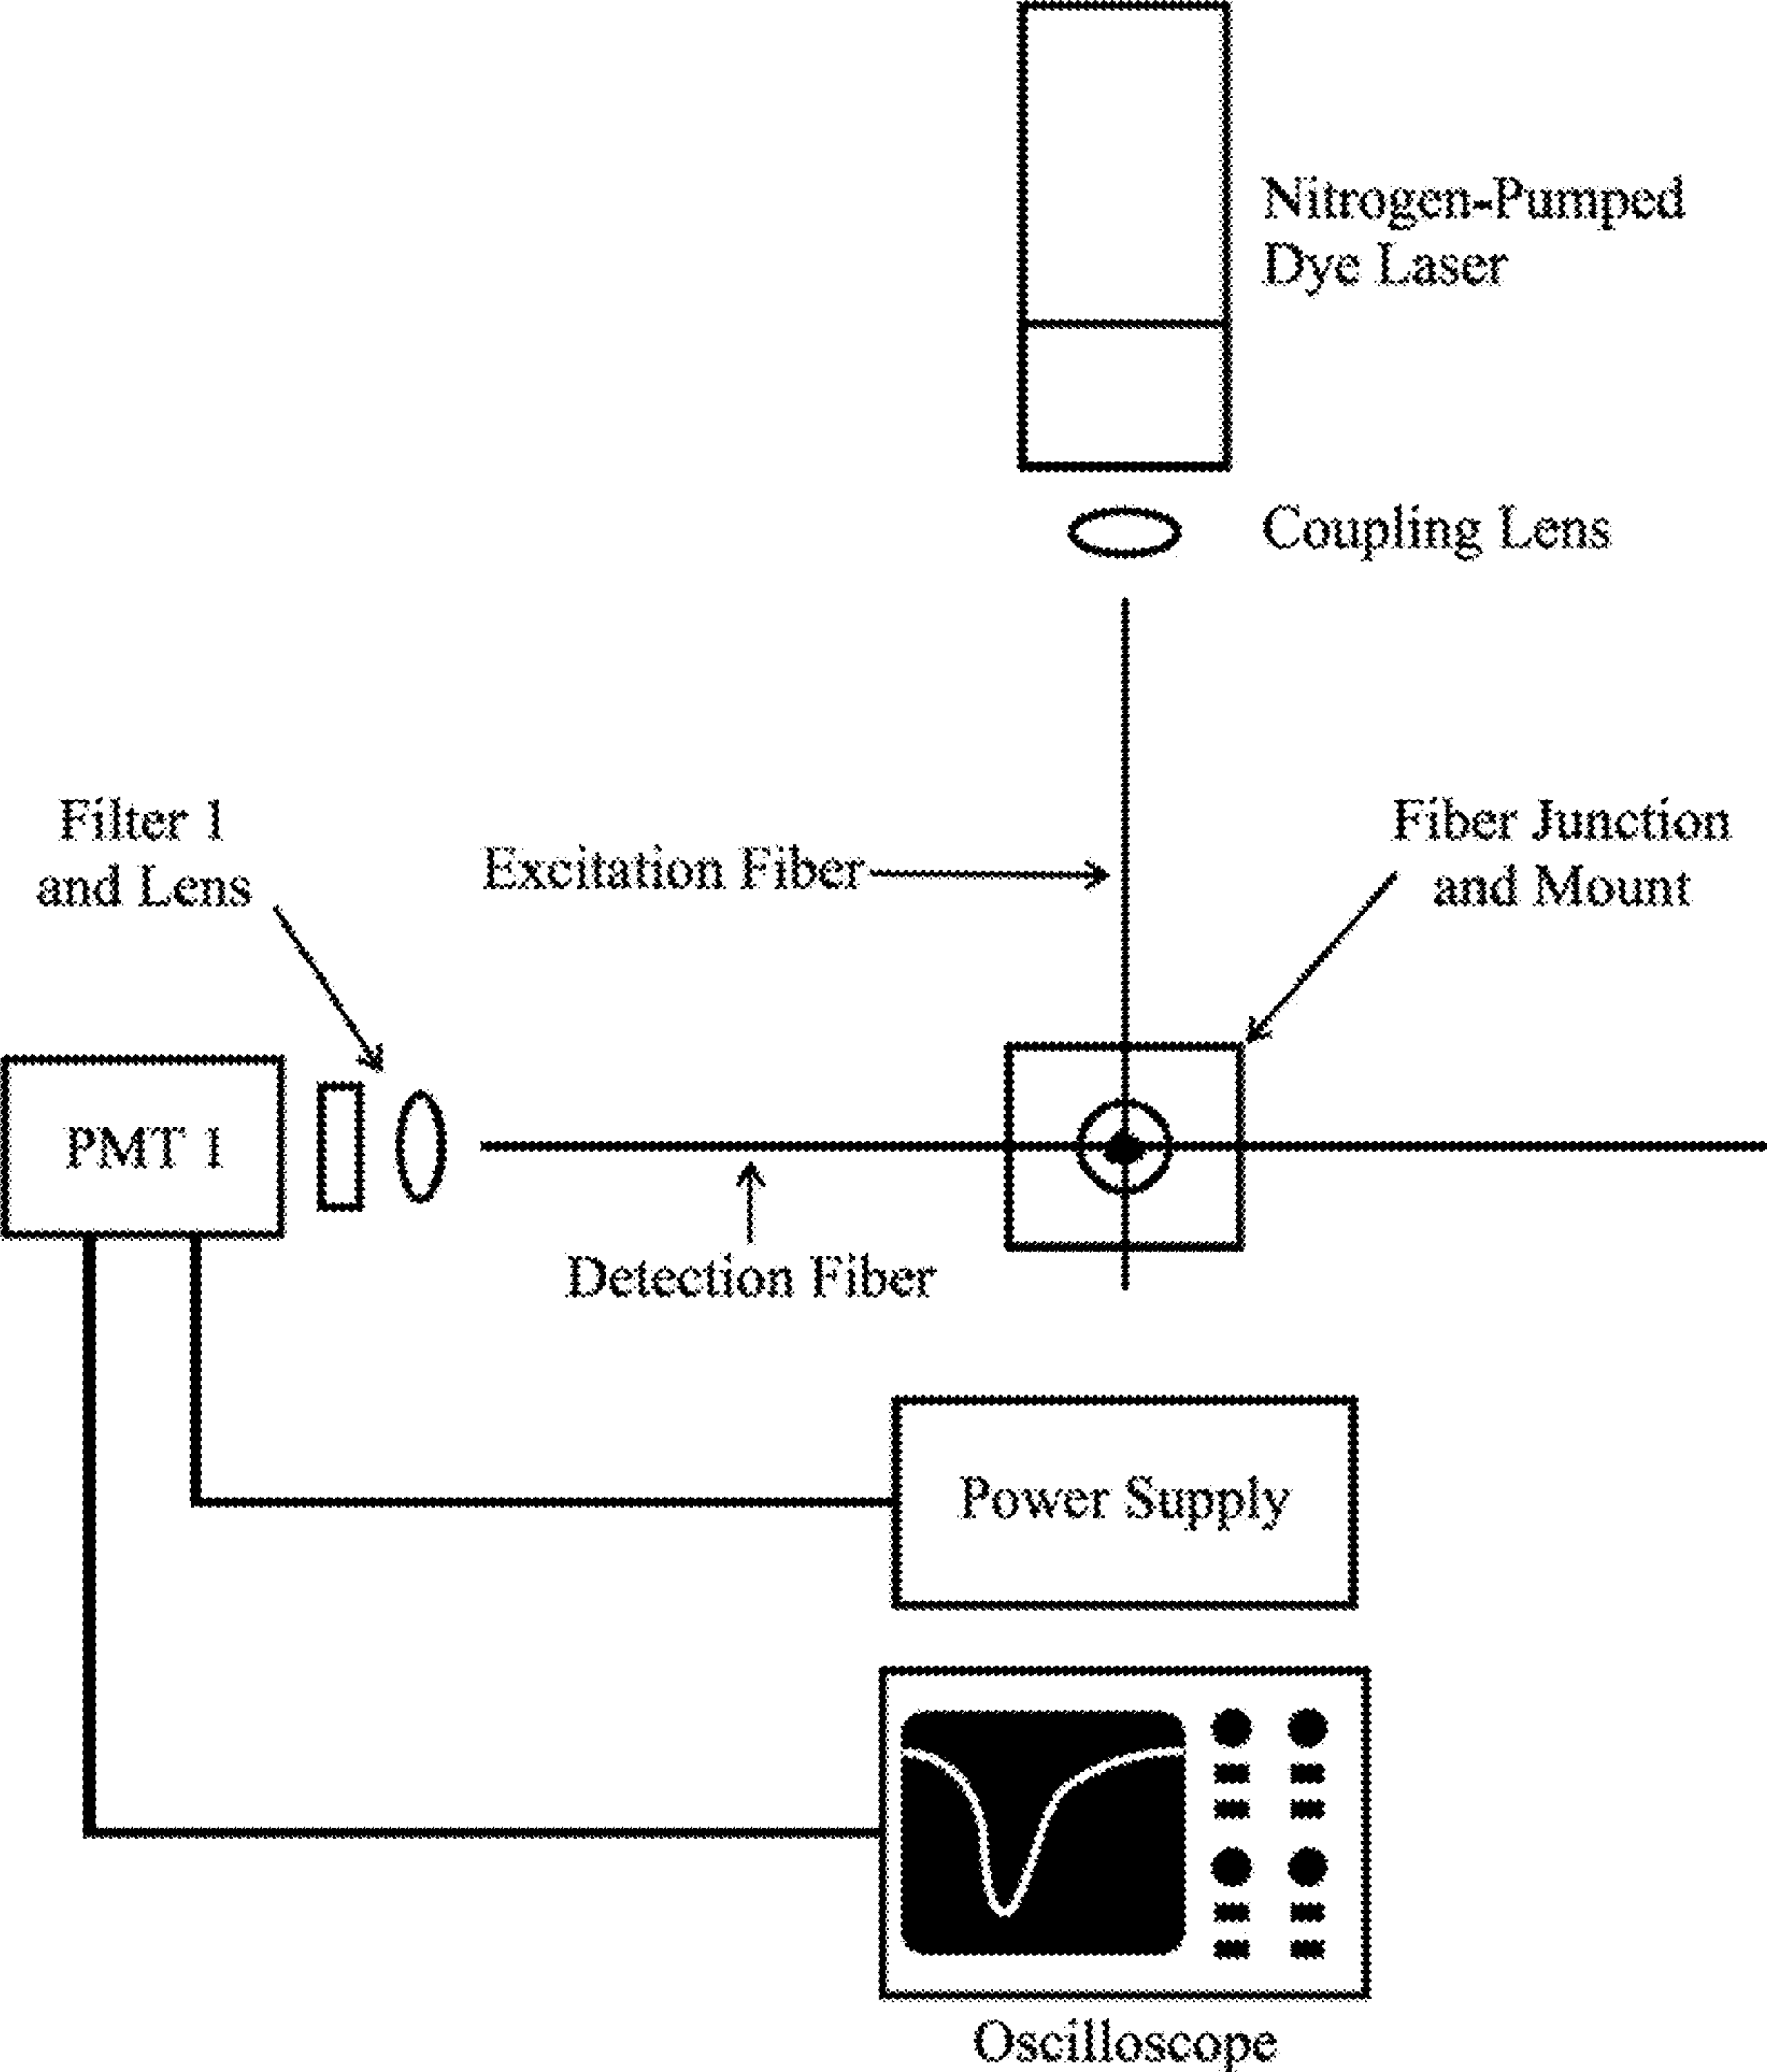 Nitrogen-Pumped
Dye Laser
Coupling Lens
Filter 1
and Lens
Excitation Fiber
Fiber Junction
and Mount
PMT 1
Detection Fiber
Power Supply
Oscilloscope